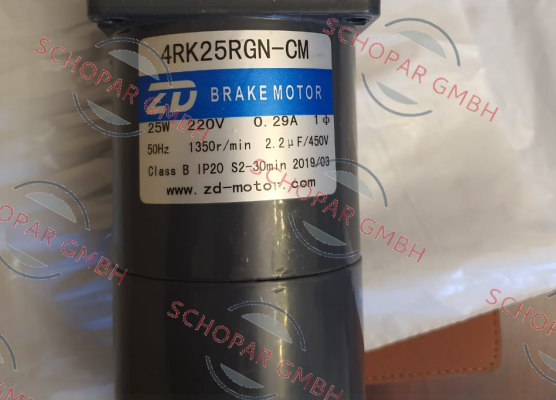 4RK25RGN-CM
ZD BRAKE MOTOR
25W 220V 0.29A 1ϕ
50Hz 1350r/min 2.2μF/450V
Class B IP20 S2-30min 2019/03
www.zd-motor.com
SCHOPAR GMBH
SCHOPAR GMBH
SCHOPAR GMBH
SCHOPAR GMBH
SCHOPAR GMBH
SCHOPAR GMBH